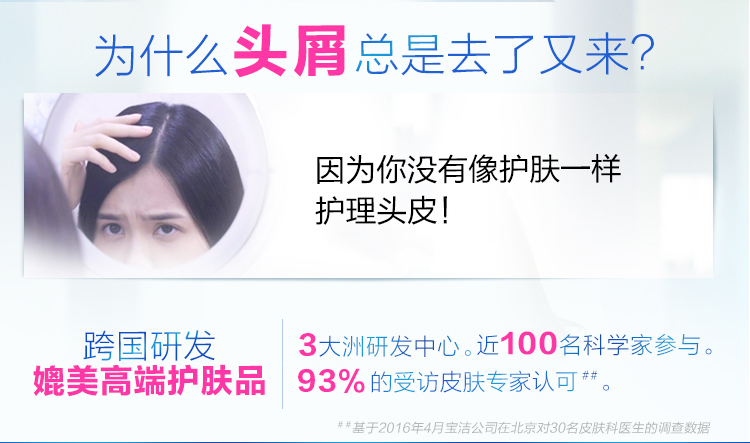 为什么头屑总是去了又来?
因为你没有像护肤一样
护理头皮!
跨国研发
媲美高端护肤品
3大洲研发中心。近100名科学家参与。
93%的受访皮肤专家认可##。
##基于2016年4月宝洁公司在北京对30名皮肤科医生的调查数据